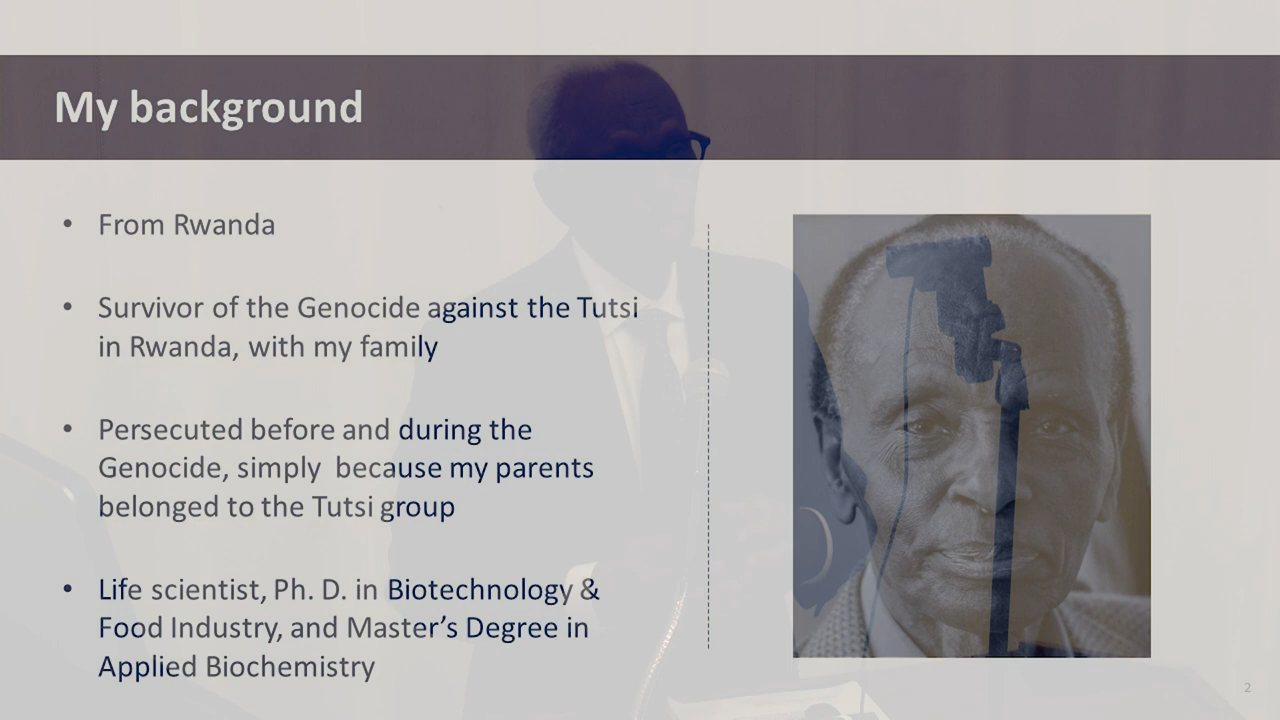 My background
• From Rwanda
• Survivor of the Genocide against the Tutsi
in Rwanda, with my family
• Persecuted before and during the
Genocide, simply  because my parents
belonged to the Tutsi group
• Life scientist, Ph. D. in Biotechnology &
Food Industry, and Master’s Degree in
Applied Biochemistry
2